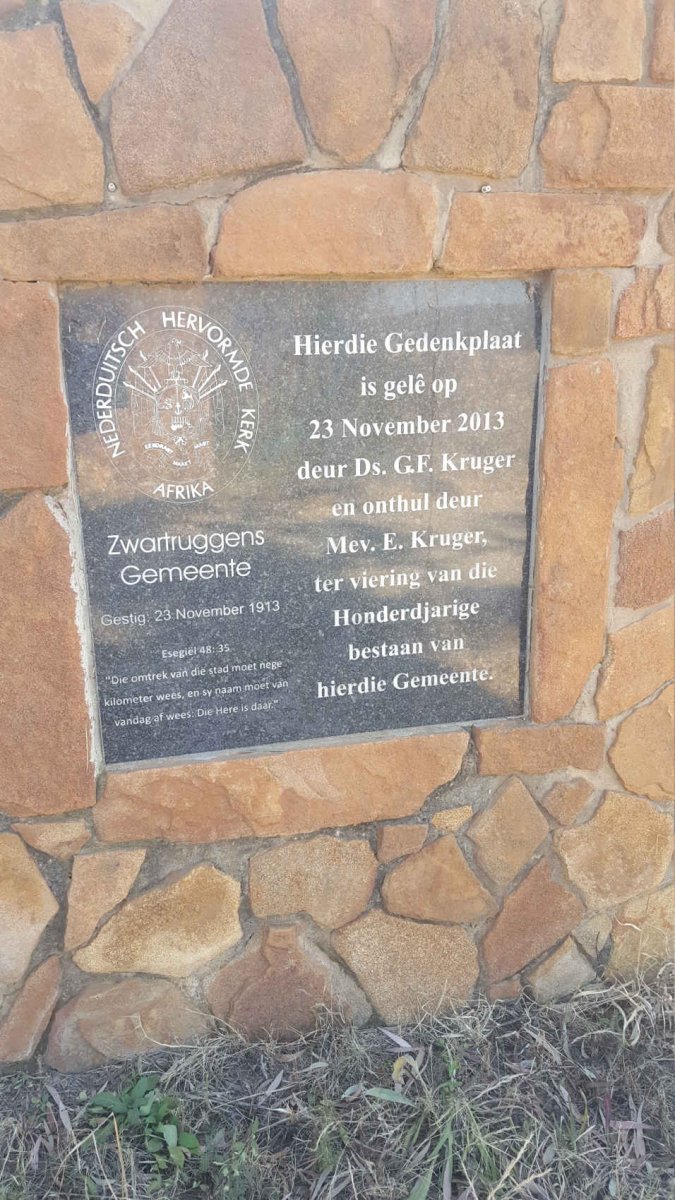 NEDERDUITSCH HERVORMDE KERK
AFRIKA
EENDRAGT MAAKT MAGT
Zwartruggens
Gemeente
Gestig: 23 November 1913
Esegiël 48: 35
"Die omtrek van die stad moet nege
kilometer wees, en sy naam moet van
vandag af wees: Die Here is daar."
Hierdie Gedenkplaat
is gelê op
23 November 2013
deur Ds. G.F. Kruger
en onthul deur
Mev. E. Kruger,
ter viering van die
Honderdjarige
bestaan van
hierdie Gemeente.